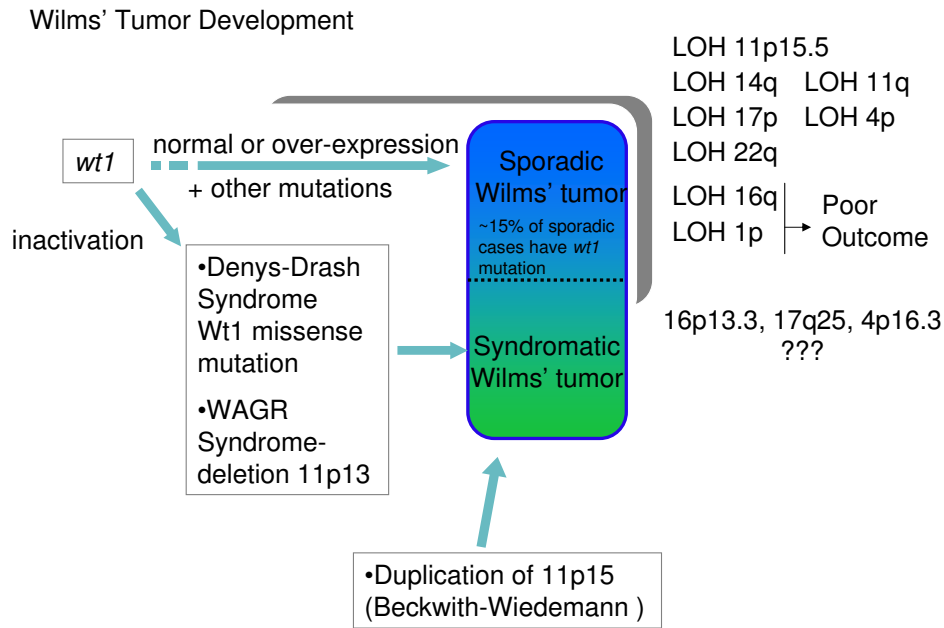 Wilms' Tumor Development
LOH 11p15.5
LOH 14q LOH 11q
LOH 17p LOH 4p
LOH 22q
LOH 16q
LOH 1p
Poor
Outcome
16p13.3, 17q25, 4p16.3
???
wt1
normal or over-expression
+ other mutations
inactivation
Sporadic
Wilms' tumor
~15% of sporadic
cases have wt1
mutation
Syndromatic
Wilms' tumor
•Denys-Drash
Syndrome
Wt1 missense
mutation
•WAGR
Syndrome-
deletion 11p13
•Duplication of 11p15
(Beckwith-Wiedemann )